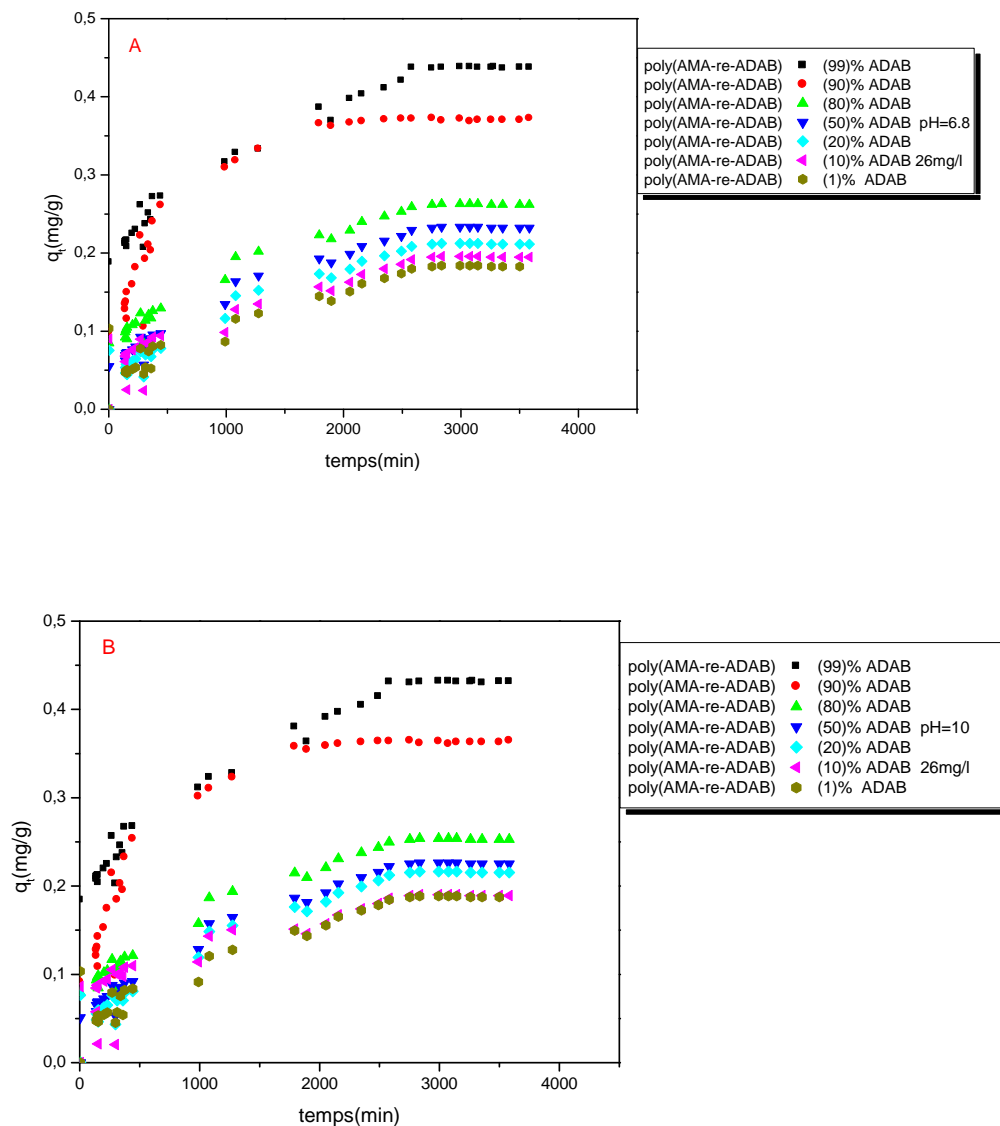 A
0,5
0,4
0,3
0,2
0,1
0,0
qt(mg/g)
0 1000 2000 3000 4000
temps(min)
poly(AMA-re-ADAB) (99)% ADAB
poly(AMA-re-ADAB) (90)% ADAB
poly(AMA-re-ADAB) (80)% ADAB
poly(AMA-re-ADAB) (50)% ADAB pH=6.8
poly(AMA-re-ADAB) (20)% ADAB
poly(AMA-re-ADAB) (10)% ADAB 26mg/l
poly(AMA-re-ADAB) (1)% ADAB
B
0,5
0,4
0,3
0,2
0,1
0,0
qt(mg/g)
0 1000 2000 3000 4000
temps(min)
poly(AMA-re-ADAB) (99)% ADAB
poly(AMA-re-ADAB) (90)% ADAB
poly(AMA-re-ADAB) (80)% ADAB
poly(AMA-re-ADAB) (50)% ADAB pH=10
poly(AMA-re-ADAB) (20)% ADAB
poly(AMA-re-ADAB) (10)% ADAB 26mg/l
poly(AMA-re-ADAB) (1)% ADAB